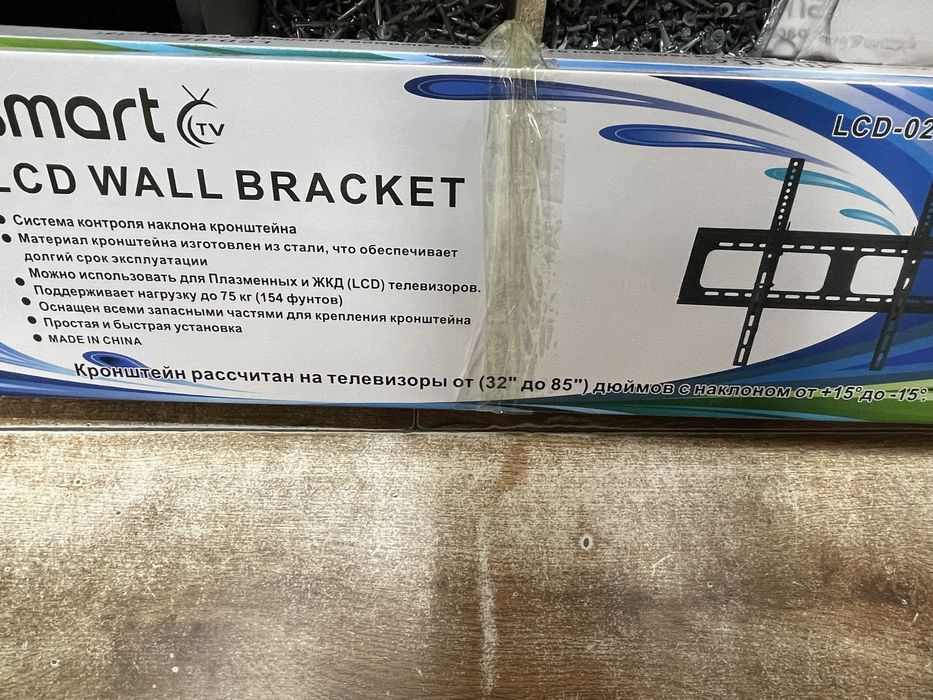 smart TV
LCD WALL BRACKET
LCD-02
• Система контроля наклона кронштейна
• Материал кронштейна изготовлен из стали, что обеспечивает
долгий срок эксплуатации
• Можно использовать для Плазменных и ЖКД (LCD) телевизоров.
• Поддерживает нагрузку до 75 кг (154 фунтов)
• Оснащен всеми запасными частями для крепления кронштейна
• Простая и быстрая установка
• MADE IN CHINA
Кронштейн рассчитан на телевизоры от (32" до 85") дюймов с наклоном от +15° до -15°.